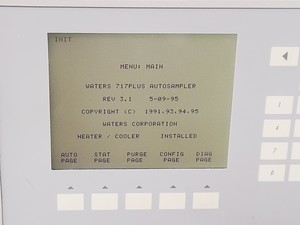 INIT
MENU: MAIN
WATERS 717PLUS AUTOSAMPLER
REV 3.1 5-09-95
COPYRIGHT (C) 1991.93.94.95
WATERS CORPORATION
HEATER / COOLER INSTALLED
AUTO STAT PURGE CONFIG DIAG
PAGE PAGE PAGE PAGE PAGE